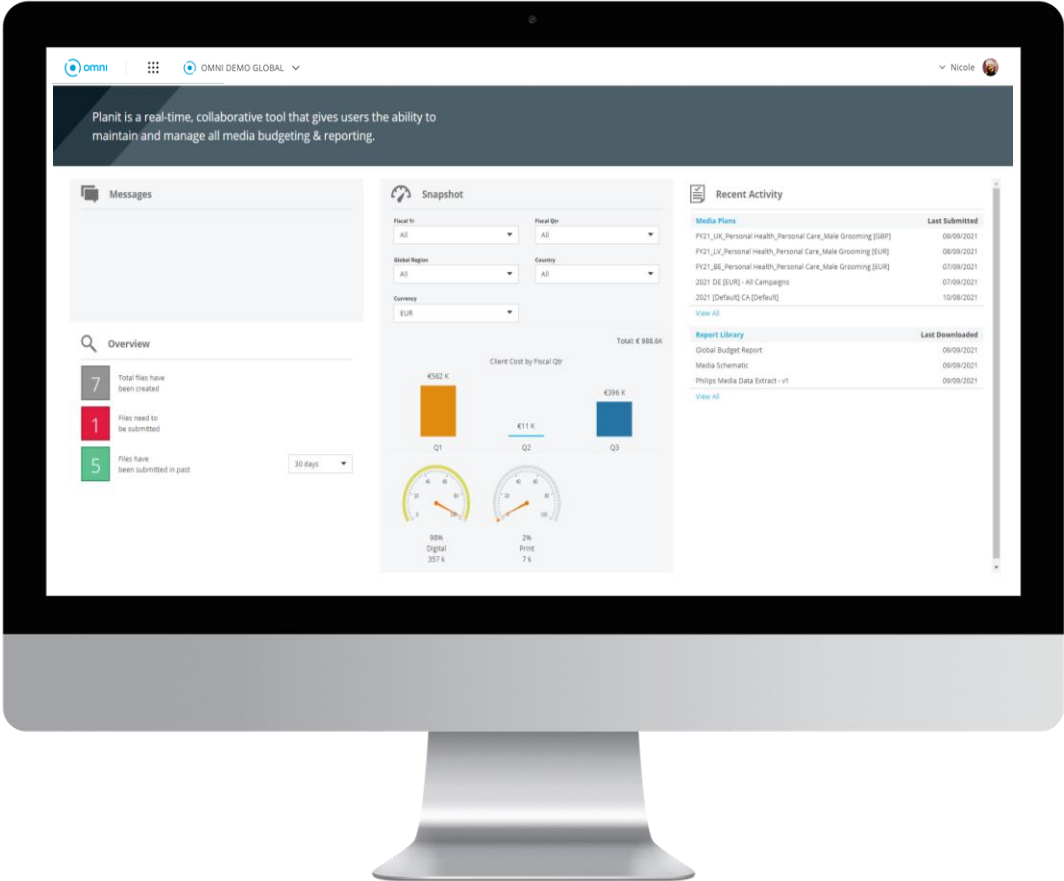 omni
OMNI DEMO GLOBAL
Nicole
Planit is a real-time, collaborative tool that gives users the ability to
maintain and manage all media budgeting & reporting.
Messages
Overview
7
Total files have
been created
1
Files need to
be submitted
5
Files have
been submitted in past
30 days
Snapshot
Fiscal Yr
Fiscal Qtr
All
All
Global Region
Country
All
All
Currency
EUR
Total: € 988.6K
Client Cost by Fiscal Qtr
€582 K
€11 K
€396 K
Q1
Q2
Q3
98%
Digital
357 k
2%
Print
7 k
Recent Activity
Media Plans Last Submitted
FY21_UK_Personal Health_Personal Care_Male Grooming [GBP] 09/09/2021
FY21_LV_Personal Health_Personal Care_Male Grooming [EUR] 08/09/2021
FY21_BE_Personal Health_Personal Care_Male Grooming [EUR] 07/09/2021
2021 DE [EUR] - All Campaigns 07/09/2021
2021 [Default] CA [Default] 10/08/2021
View All
Report Library Last Downloaded
Global Budget Report 09/09/2021
Media Schematic 09/09/2021
Philips Media Data Extract - v1 09/09/2021
View All